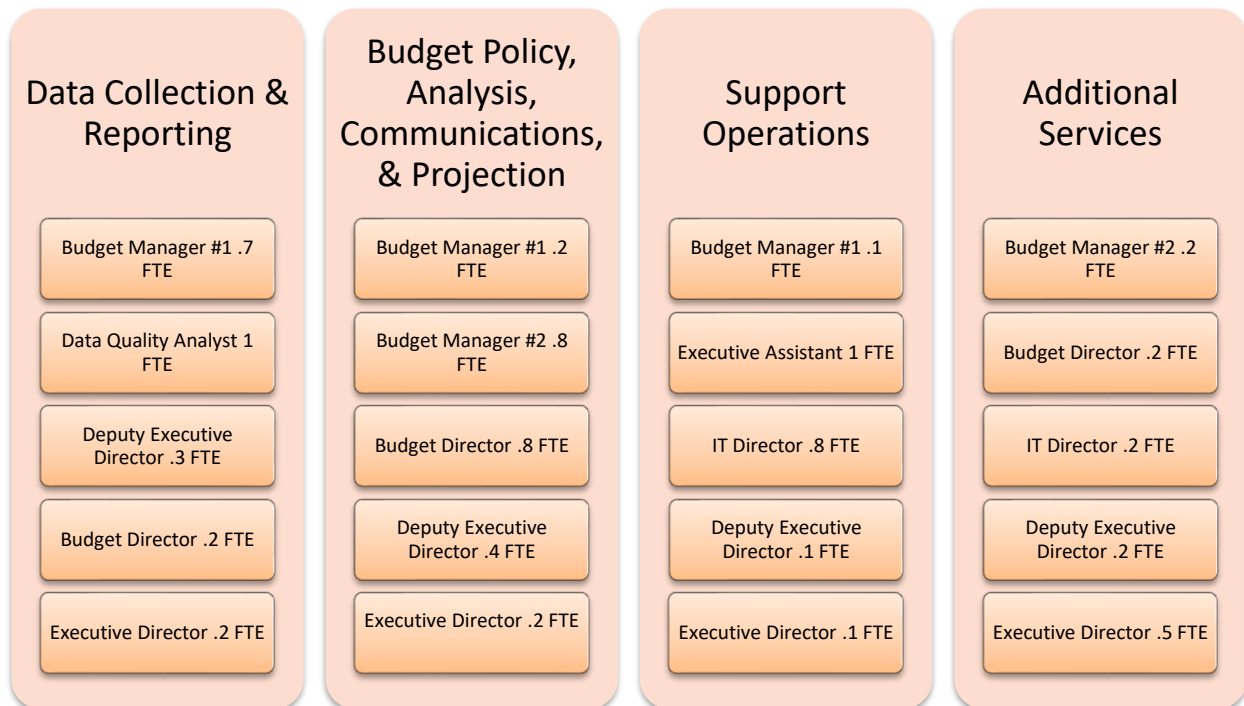 Data Collection &
Reporting
Budget Manager #1 .7
FTE
Data Quality Analyst 1
FTE
Deputy Executive
Director .3 FTE
Budget Director .2 FTE
Executive Director .2 FTE
Budget Policy,
Analysis,
Communications,
& Projection
Budget Manager #1 .2
FTE
Budget Manager #2 .8
FTE
Budget Director .8 FTE
Deputy Executive
Director .4 FTE
Executive Director .2 FTE
Support
Operations
Budget Manager #1 .1
FTE
Executive Assistant 1 FTE
IT Director .8 FTE
Deputy Executive
Director .1 FTE
Executive Director .1 FTE
Additional
Services
Budget Manager #2 .2
FTE
Budget Director .2 FTE
IT Director .2 FTE
Deputy Executive
Director .2 FTE
Executive Director .5 FTE